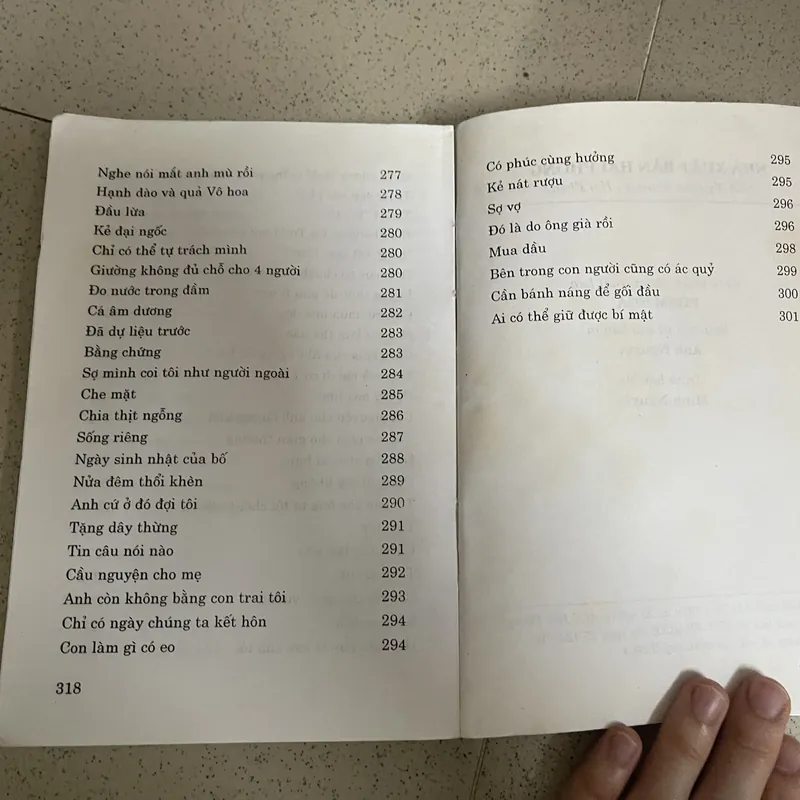 Nghe nói mắt anh mù rồi 277
Hạnh đào và quả Vô hoa 278
Đầu lừa 279
Kẻ đại ngốc 280
Chỉ có thể tự trách mình 280
Giường không đủ chỗ cho 4 người 280
Đo nước trong đầm 281
Cá âm dương 282
Đã dự liệu trước 283
Bằng chứng 283
Sợ mình coi tôi như người ngoài 284
Che mặt 285
Chia thịt ngỗng 286
Sống riêng 287
Ngày sinh nhật của bố 288
Nửa đêm thổi khèn 289
Anh cứ ở đó đợi tôi 290
Tặng dây thừng 291
Tin câu nói nào 291
Cầu nguyện cho mẹ 292
Anh còn không bằng con trai tôi 293
Chỉ có ngày chúng ta kết hôn 294
Con làm gì có eo 294
318
Có phúc cùng hưởng 295
Kẻ nát rượu 295
Sợ vợ 296
Đó là do ông già rồi 296
Mua dầu 298
Bên trong con người cũng có ác quỷ 299
Cần bánh náng để gối đầu 300
Ai có thể giữ được bí mật 301